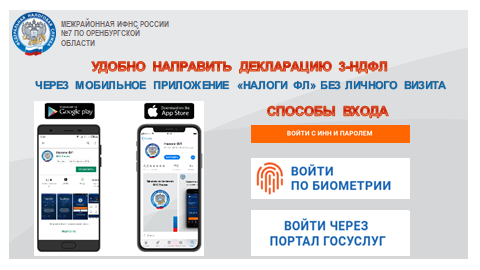 МЕЖРАЙОННАЯ ИФНС РОССИИ
№7 ПО ОРЕНБУРГСКОЙ
ОБЛАСТИ
УДОБНО НАПРАВИТЬ ДЕКЛАРАЦИЮ 3-НДФЛ
ЧЕРЕЗ МОБИЛЬНОЕ ПРИЛОЖЕНИЕ «НАЛОГИ ФЛ» БЕЗ ЛИЧНОГО ВИЗИТА
Google play
App Store
СПОСОБЫ ВХОДА
ВОЙТИ С ИНН И ПАРОЛЕМ
ВОЙТИ
ПО БИОМЕТРИИ
ВОЙТИ ЧЕРЕЗ
ПОРТАЛ ГОСУСЛУГ